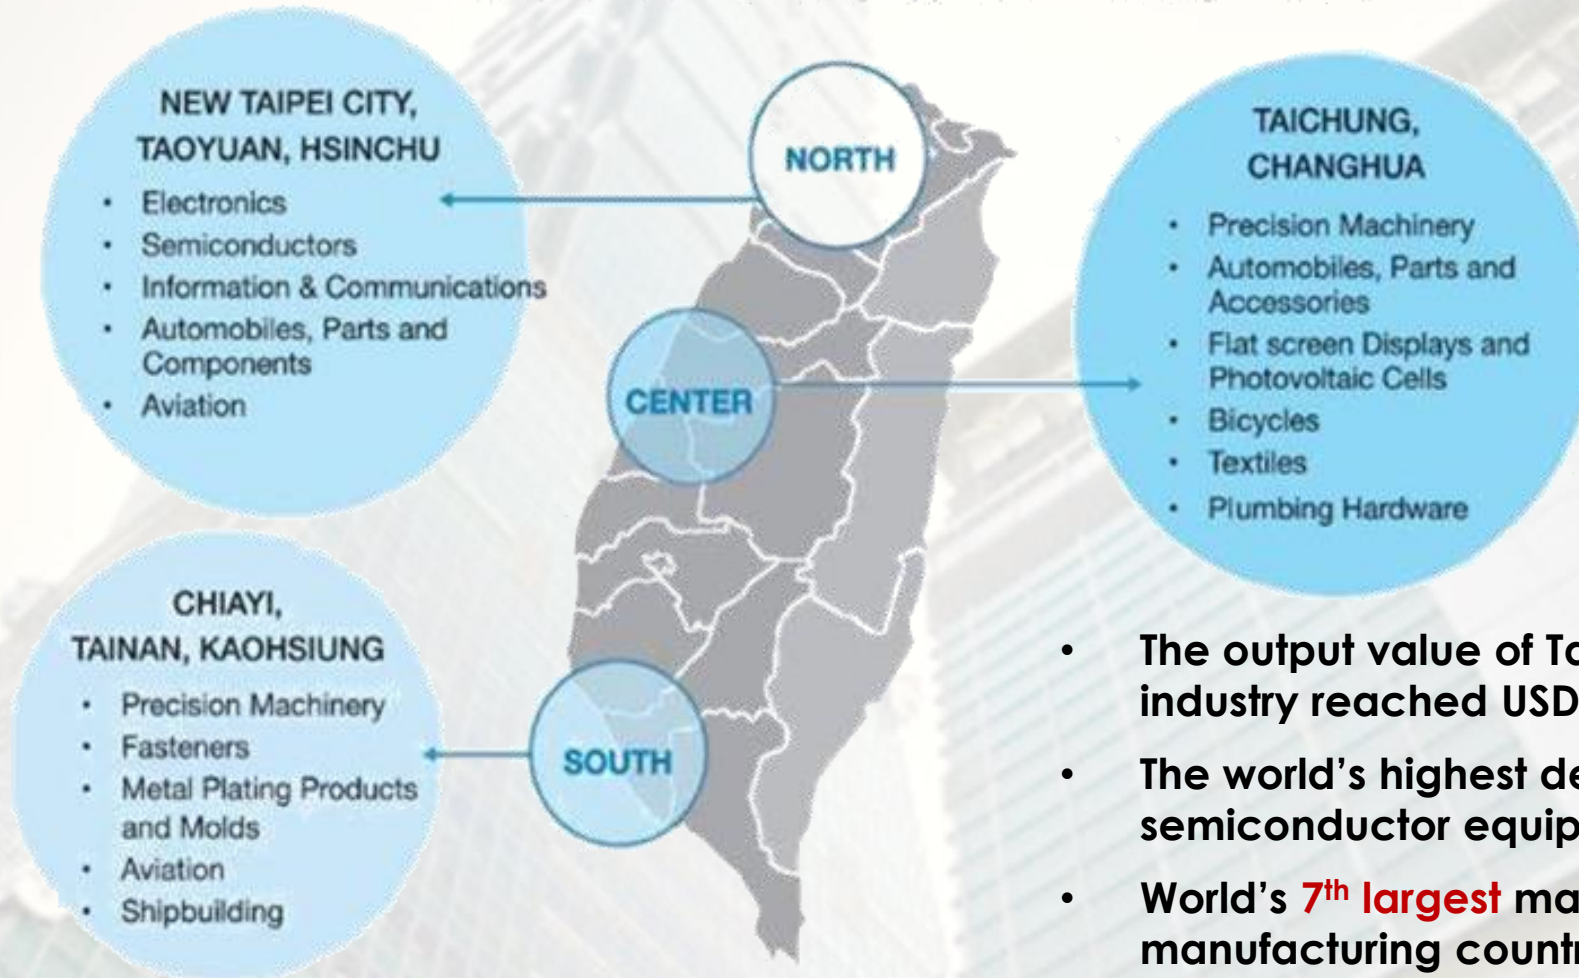 NEW TAIPEI CITY,
TAOYUAN, HSINCHU
• Electronics
• Semiconductors
• Information & Communications
• Automobiles, Parts and
Components
• Aviation
NORTH
CENTER
SOUTH
TAICHUNG,
CHANGHUA
• Precision Machinery
• Automobiles, Parts and
Accessories
• Flat screen Displays and
Photovoltaic Cells
• Bicycles
• Textiles
• Plumbing Hardware
CHIAYI,
TAINAN, KAOHSIUNG
• Precision Machinery
• Fasteners
• Metal Plating Products
and Molds
• Aviation
• Shipbuilding
• The output value of
industry reached USD
• The world's highest
semiconductor
• World's 7th largest
manufacturing